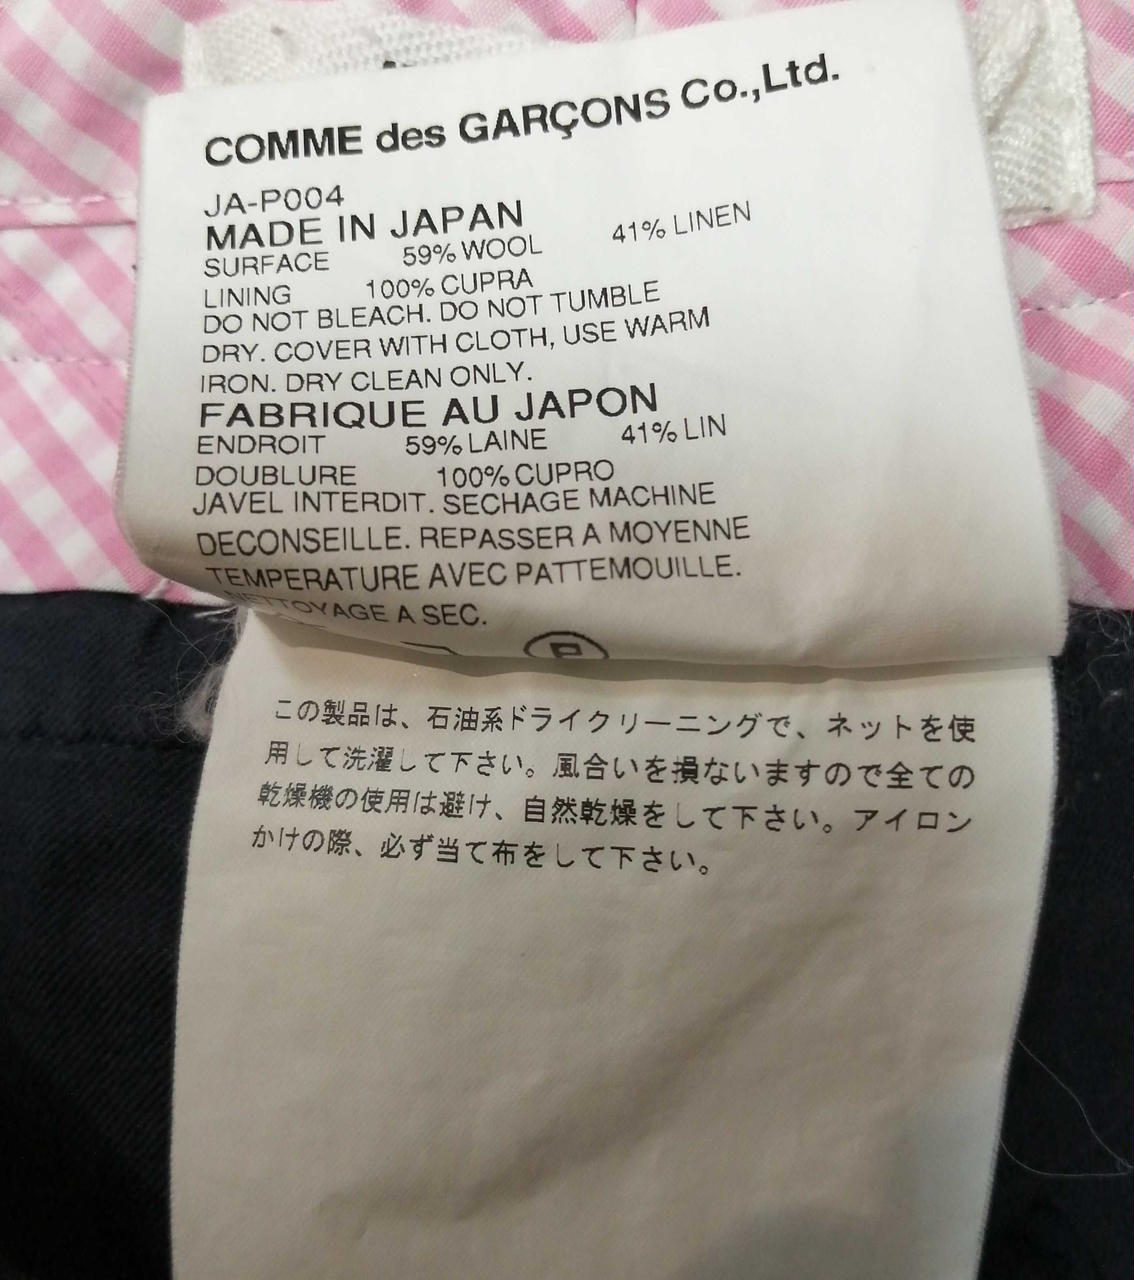 COMME des GARÇONS Co.,Ltd.
JA-P004
MADE IN JAPAN
SURFACE 59% WOOL 41% LINEN
LINING 100% CUPRA
DO NOT BLEACH. DO NOT TUMBLE
DRY. COVER WITH CLOTH, USE WARM
IRON. DRY CLEAN ONLY.
FABRIQUE AU JAPON
ENDROIT 59% LAINE 41% LIN
DOUBLURE 100% CUPRO
JAVEL INTERDIT. SECHAGE MACHINE
DECONSEILLE. REPASSER A MOYENNE
TEMPERATURE AVEC PATTEMOUILLE.
NETTOYAGE A SEC.
P
この製品は、石油系ドライクリーニングで、ネットを使
用して洗濯して下さい。風合いを損ないますので全ての
乾燥機の使用は避け、自然乾燥をして下さい。アイロン
かけの際、必ず当て布をして下さい。